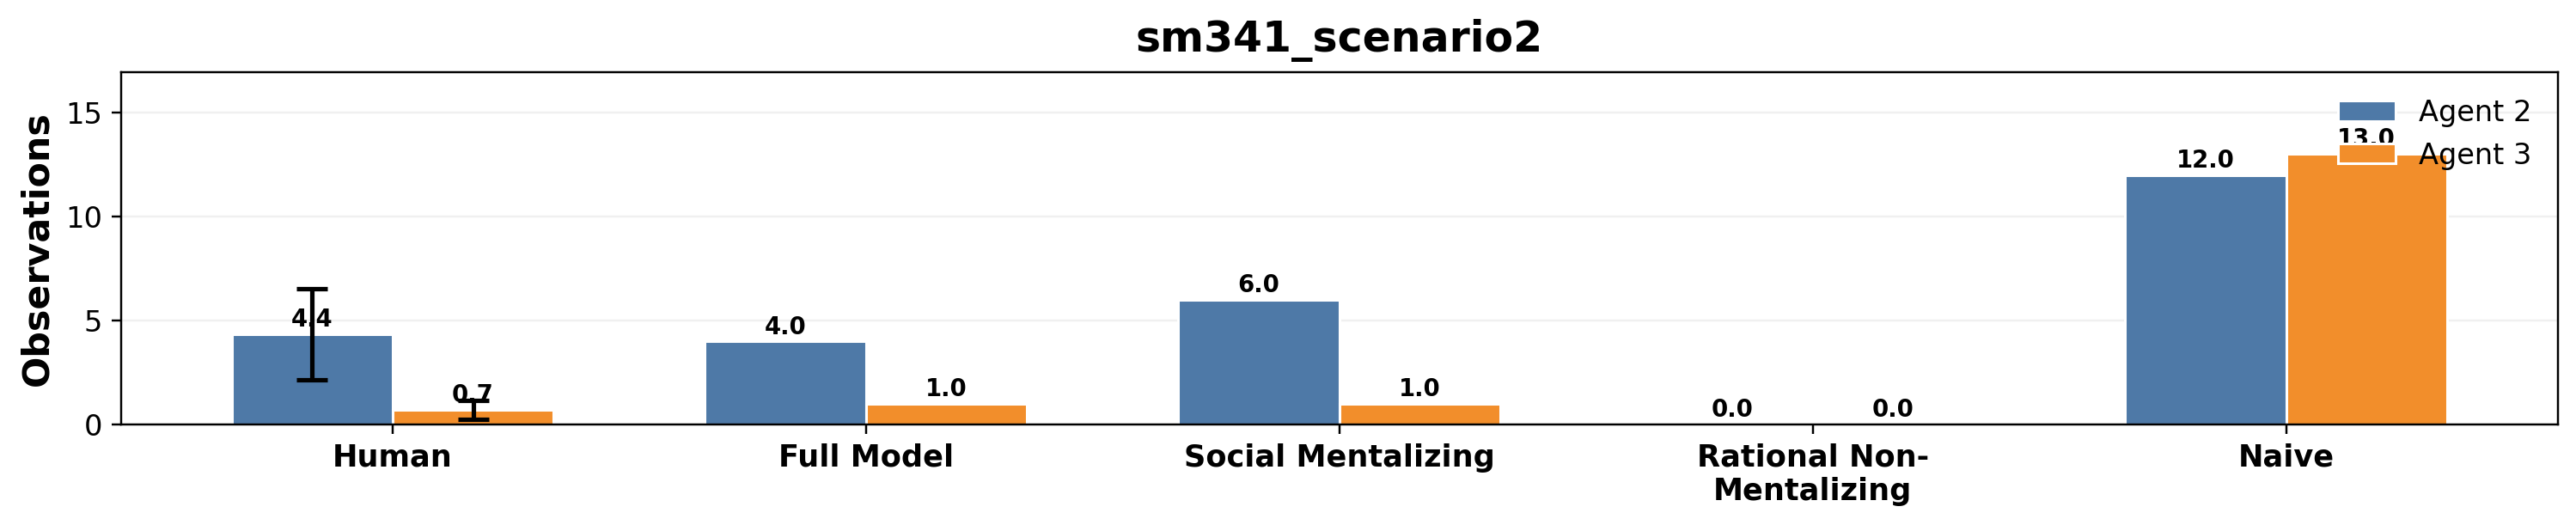 sm341_scenario2
Observations
15
10
5
0
Agent 2
Agent 3
4.4
0.7
4.0
1.0
6.0
1.0
0.0
0.0
12.0
13.0
Human
Full Model
Social Mentalizing
Rational Non-
Mentalizing
Naive